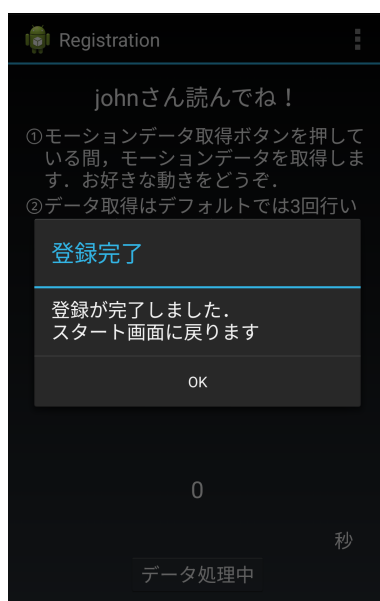 Registration
johnさん読んでね！
①モーションデータ取得ボタンを押して
いる間，モーションデータを取得しま
す．お好きな動きをどうぞ．
②データ取得はデフォルトでは3回行い
登録完了
登録が完了しました．
スタート画面に戻ります
OK
0
秒
データ処理中